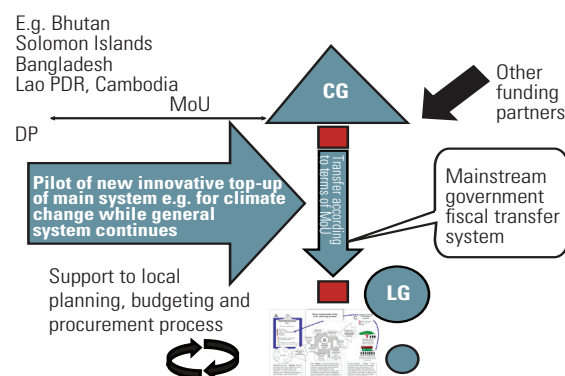 E.g. Bhutan
Solomon Islands
Bangladesh
Lao PDR, Cambodia
MoU
DP
CG
Other
funding
partners
Pilot of new innovative top-up
of main system e.g. for climate
change while general
system continues
Transfer according
to terms of MoU
Mainstream
government
fiscal transfer
system
Support to local
planning, budgeting and
procurement process
LG